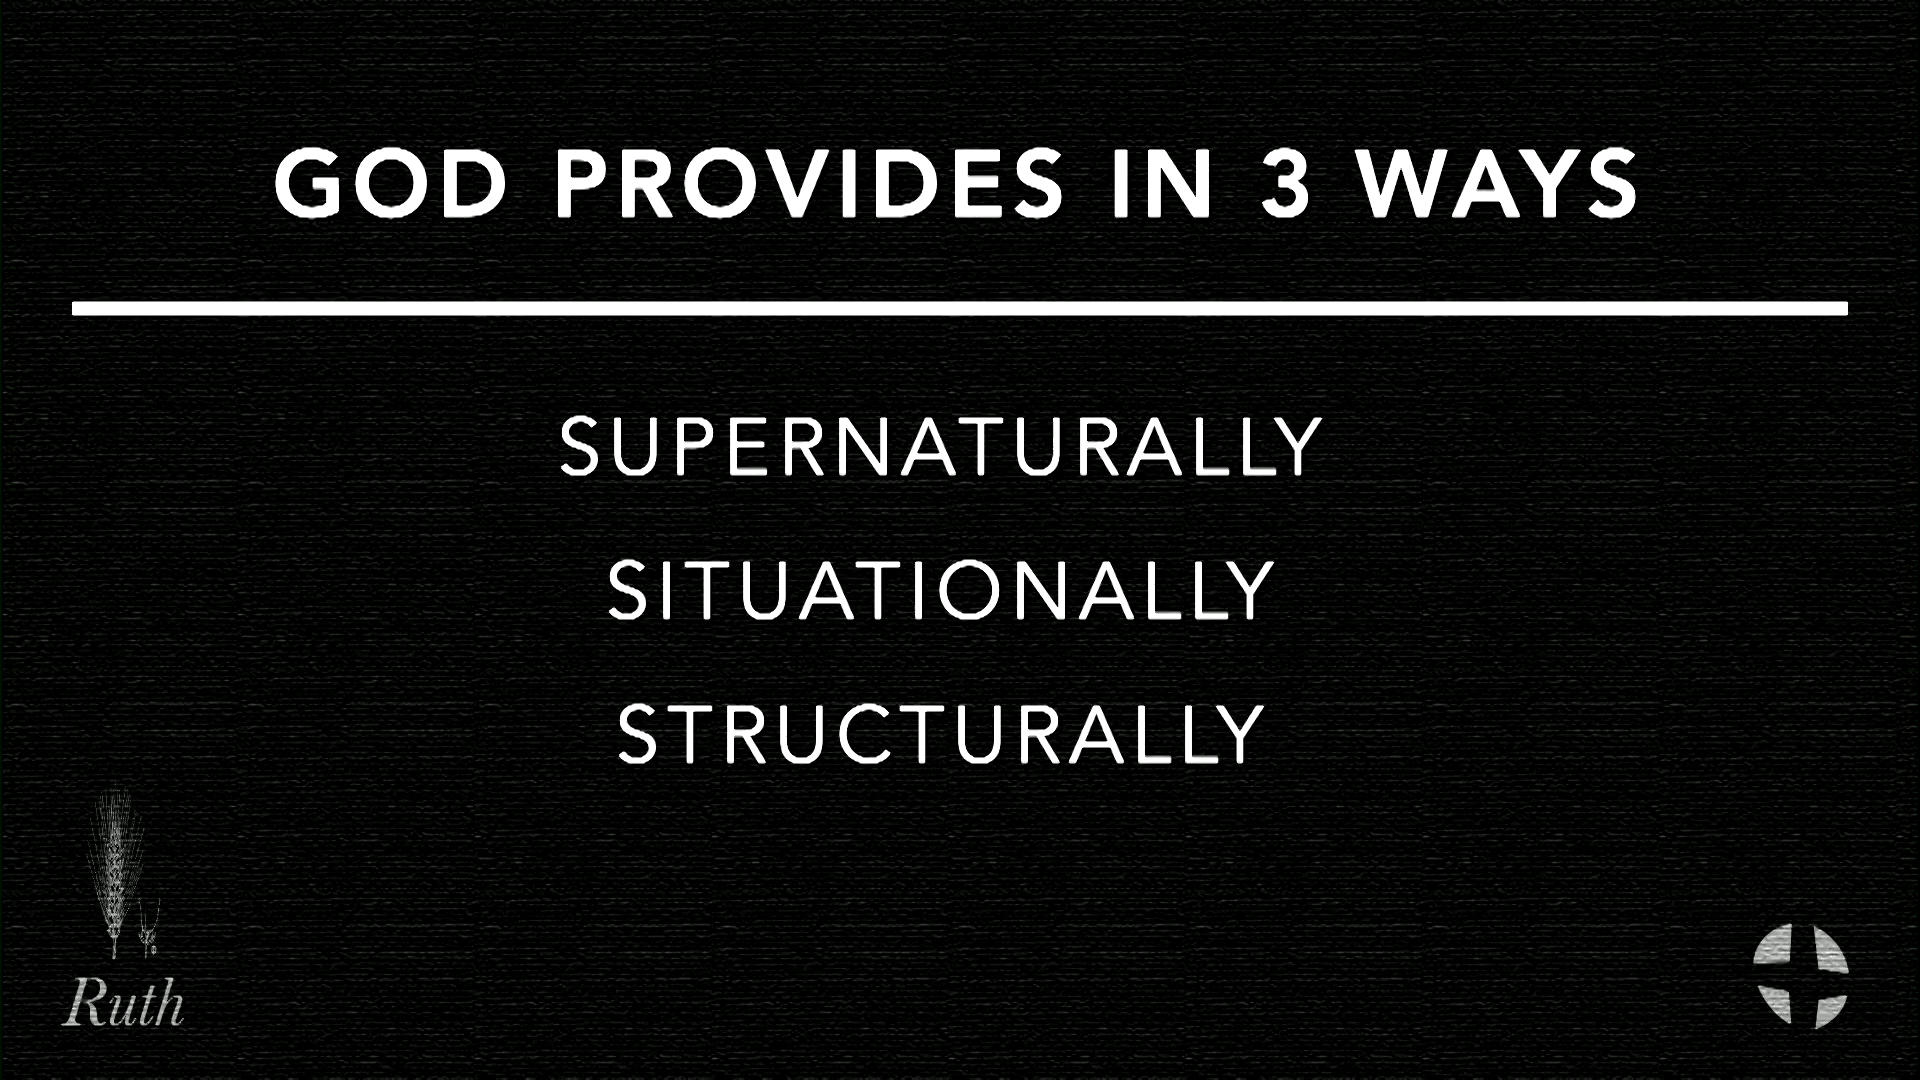 GOD PROVIDES IN 3 WAYS
SUPERNATURALLY
SITUATIONALLY
STRUCTURALLY
Ruth